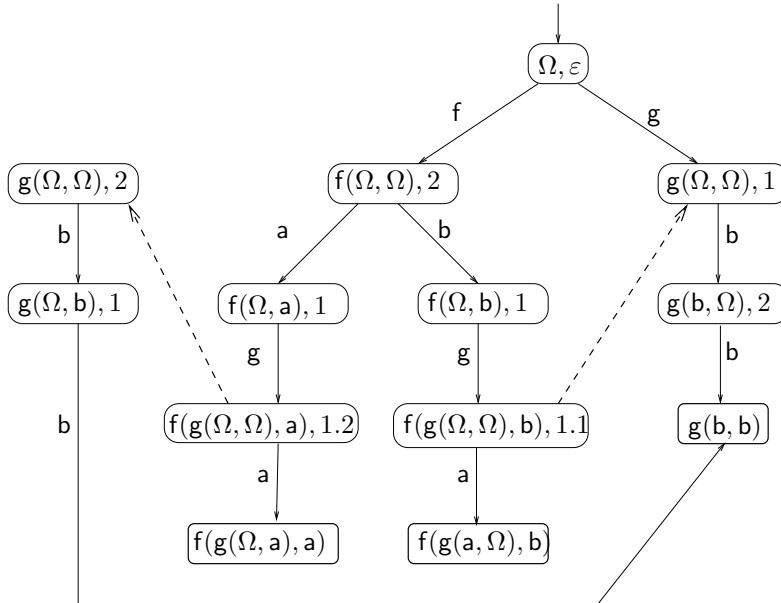 Ω, ε
f
g
g(Ω, Ω), 2
f(Ω, Ω), 2
g(Ω, Ω), 1
b
a
b
b
g(Ω, b), 1
f(Ω, a), 1
f(Ω, b), 1
g(b, Ω), 2
g
g
b
b
f(g(Ω, Ω), a), 1.2
f(g(Ω, Ω), b), 1.1
g(b, b)
a
a
f(g(Ω, a), a)
f(g(a, Ω), b)